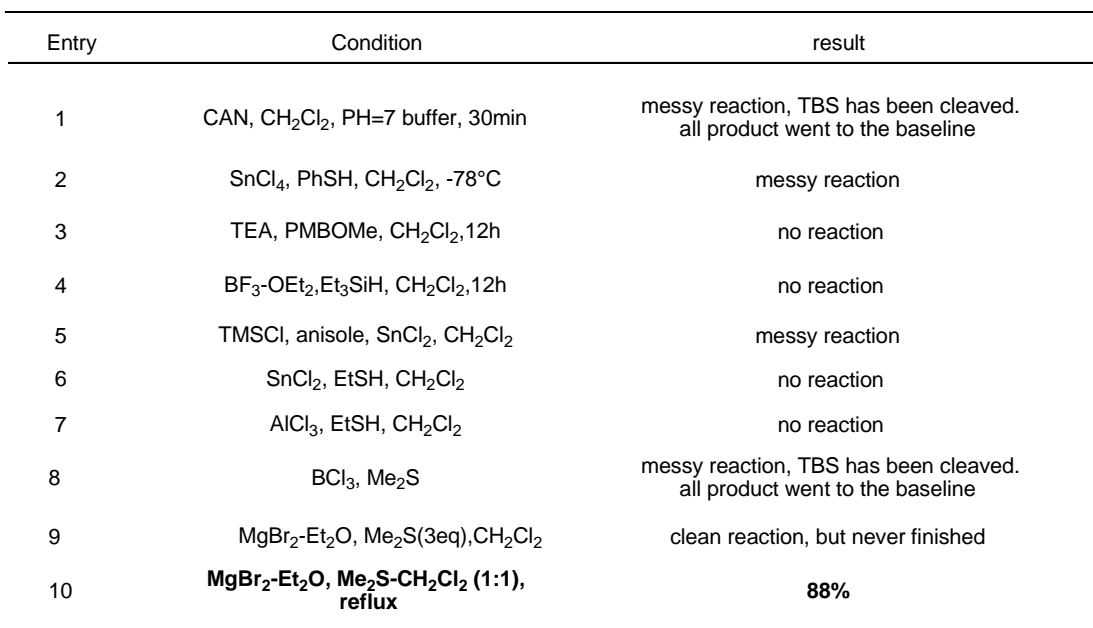 Entry Condition result
1 CAN, CH₂Cl₂, PH=7 buffer, 30min messy reaction, TBS has been cleaved.
all product went to the baseline
2 SnCl₄, PhSH, CH₂Cl₂, -78°C messy reaction
3 TEA, PMBOMe, CH₂Cl₂,12h no reaction
4 BF₃-OEt₂,Et₃SiH, CH₂Cl₂,12h no reaction
5 TMSCl, anisole, SnCl₂, CH₂Cl₂ messy reaction
6 SnCl₂, EtSH, CH₂Cl₂ no reaction
7 AlCl₃, EtSH, CH₂Cl₂ no reaction
8 BCl₃, Me₂S messy reaction, TBS has been cleaved.
all product went to the baseline
9 MgBr₂-Et₂O, Me₂S(3eq),CH₂Cl₂ clean reaction, but never finished
10 MgBr₂-Et₂O, Me₂S-CH₂Cl₂ (1:1), 88%
reflux